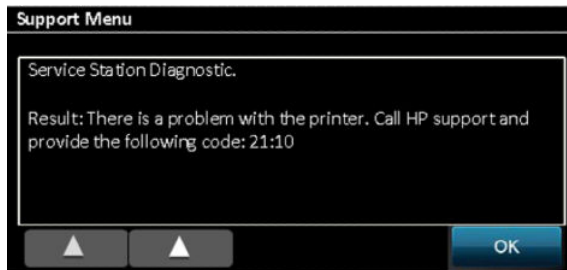 Support Menu
Service Station Diagnostic.
Result: There is a problem with the printer. Call HP support and
provide the following code: 21:10
OK